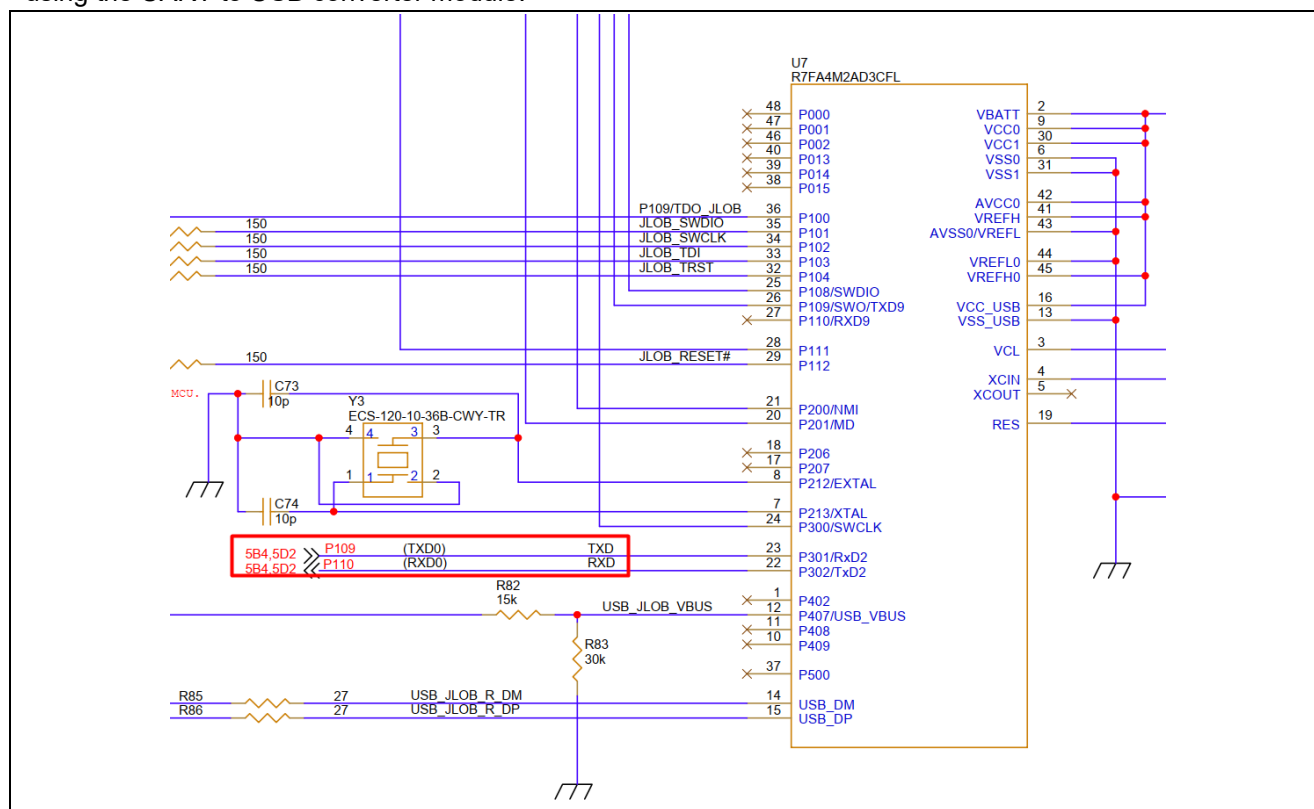 using the UART to USB converter module.
U7
R7FA4M2AD3CFL
48 P000
47 P001
46 P002
40 P013
39 P014
38 P015
VBATT 2
VCC0 9
VCC1 30
VSS0 6
VSS1 31
AVCC0 42
VREFH 41
AVSS0/VREFL 43
VREFL0 44
VREFH0 45
VCC_USB 16
VSS_USB 13
VCL 3
XCIN 4
XCOUT 5
RES 19
P109/TDO_JLOB 36 P100
150 JLOB_SWDIO 35 P101
150 JLOB_SWCLK 34 P102
150 JLOB_TDI 33 P103
150 JLOB_TRST 32 P104
25 P108/SWDIO
26 P109/SWO/TXD9
27 P110/RXD9
28 P111
150 JLOB_RESET# 29 P112
MCU.
C73
10p
Y3
ECS-120-10-36B-CWY-TR
4 4 3 3
1 1 2 2
C74
10p
21 P200/NMI
20 P201/MD
18 P206
17 P207
8 P212/EXTAL
7 P213/XTAL
24 P300/SWCLK
5B4,5D2 P109 (TXD0) TXD 23 P301/RxD2
5B4,5D2 P110 (RXD0) RXD 22 P302/TxD2
R82
15k
USB_JLOB_VBUS
1 P402
12 P407/USB_VBUS
11 P408
10 P409
R83
30k
37 P500
R85 27 USB_JLOB_R_DM 14 USB_DM
R86 27 USB_JLOB_R_DP 15 USB_DP